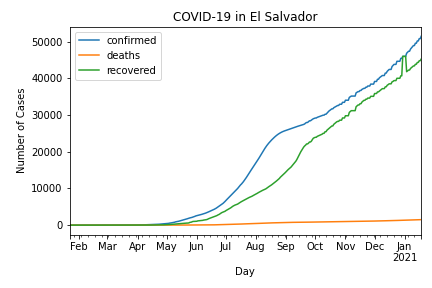 COVID-19 in El Salvador
confirmed
deaths
recovered
Number of Cases
50000
40000
30000
20000
10000
0
Feb Mar Apr May Jun Jul Aug Sep Oct Nov Dec Jan
2021
Day